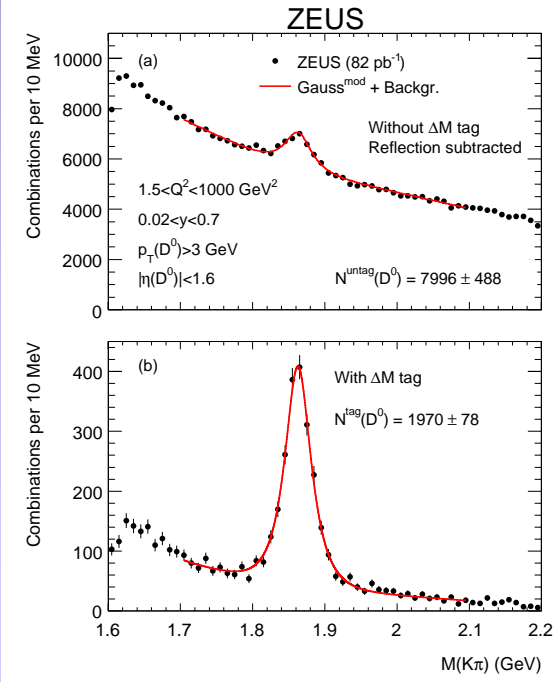 ZEUS
(a)
ZEUS (82 pb⁻¹)
Gauss^mod + Backgr.
Without ΔM tag
Reflection subtracted
1.5<Q²<1000 GeV²
0.02<y<0.7
p_T(D⁰)>3 GeV
|η(D⁰)|<1.6
N^untag(D⁰) = 7996 ± 488
Combinations per 10 MeV
10000
8000
6000
4000
2000
0
(b)
With ΔM tag
N^tag(D⁰) = 1970 ± 78
Combinations per 10 MeV
400
300
200
100
0
1.6 1.7 1.8 1.9 2 2.1 2.2
M(Kπ) (GeV)